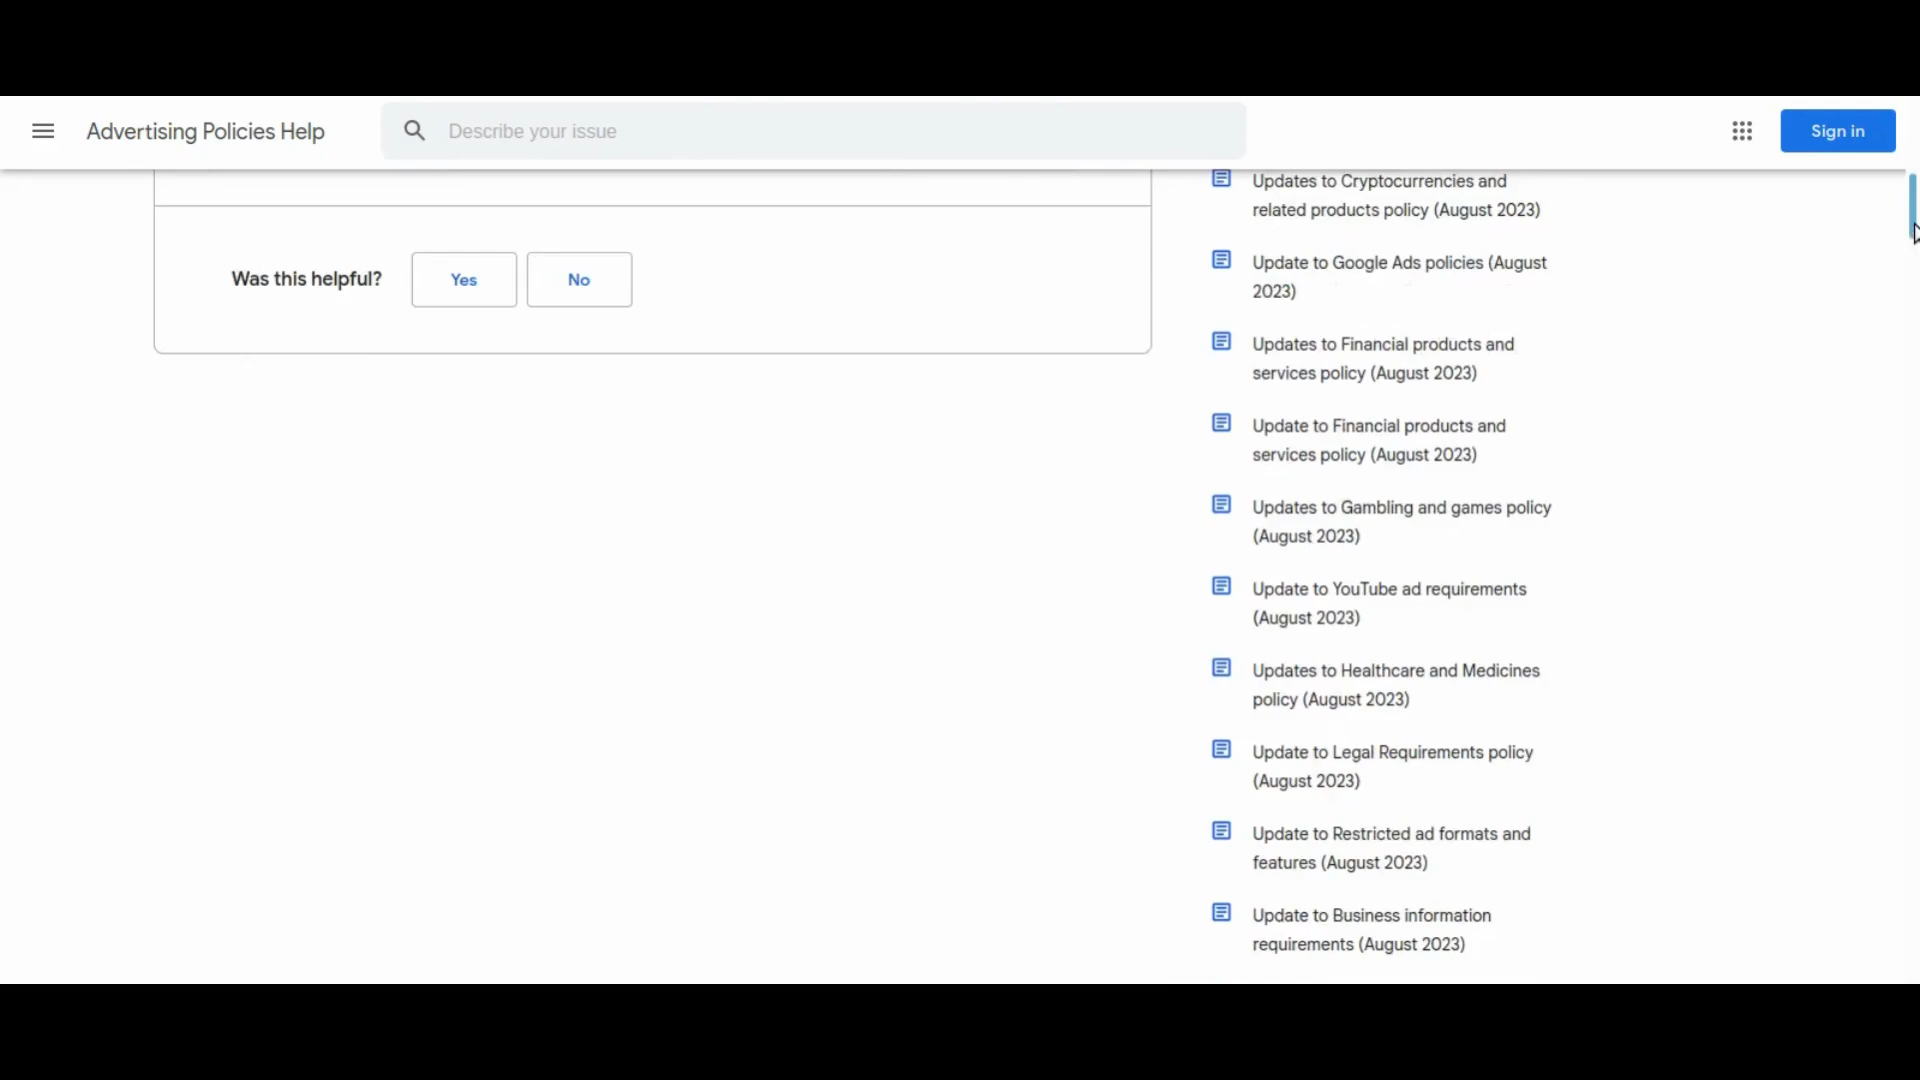 Advertising Policies Help
Describe your issue
Sign in
Was this helpful?
Yes
No
Updates to Cryptocurrencies and
related products policy (August 2023)
Update to Google Ads policies (August
2023)
Updates to Financial products and
services policy (August 2023)
Update to Financial products and
services policy (August 2023)
Updates to Gambling and games policy
(August 2023)
Update to YouTube ad requirements
(August 2023)
Updates to Healthcare and Medicines
policy (August 2023)
Update to Legal Requirements policy
(August 2023)
Update to Restricted ad formats and
features (August 2023)
Update to Business information
requirements (August 2023)